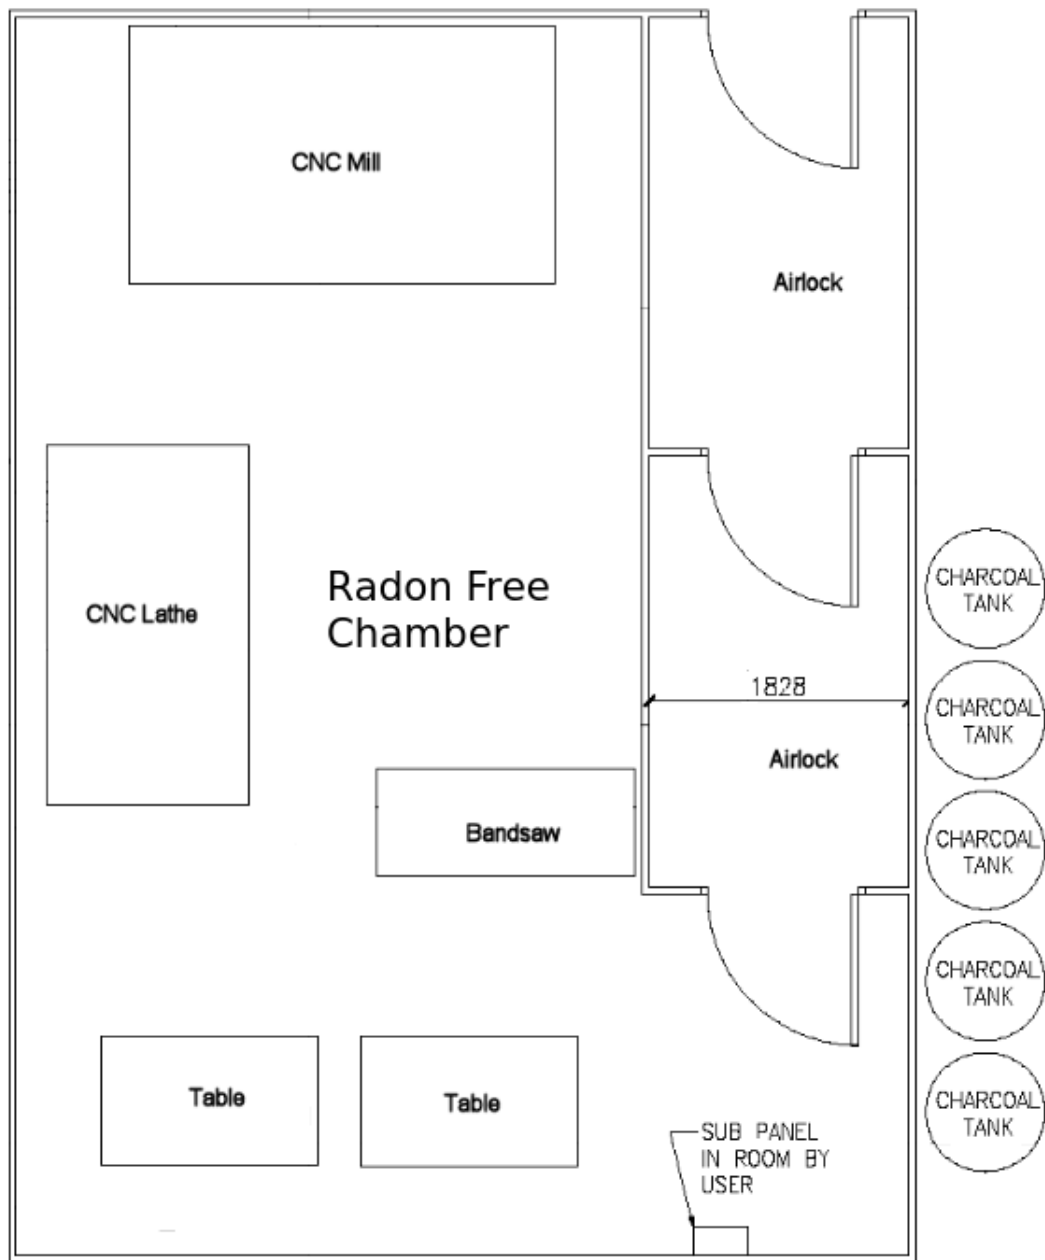 CNC Mill
Airlock
CNC Lathe
Radon Free
Chamber
CHARCOAL
TANK
1828
CHARCOAL
TANK
Airlock
Bandsaw
CHARCOAL
TANK
CHARCOAL
TANK
Table
Table
CHARCOAL
TANK
SUB PANEL
IN ROOM BY
USER